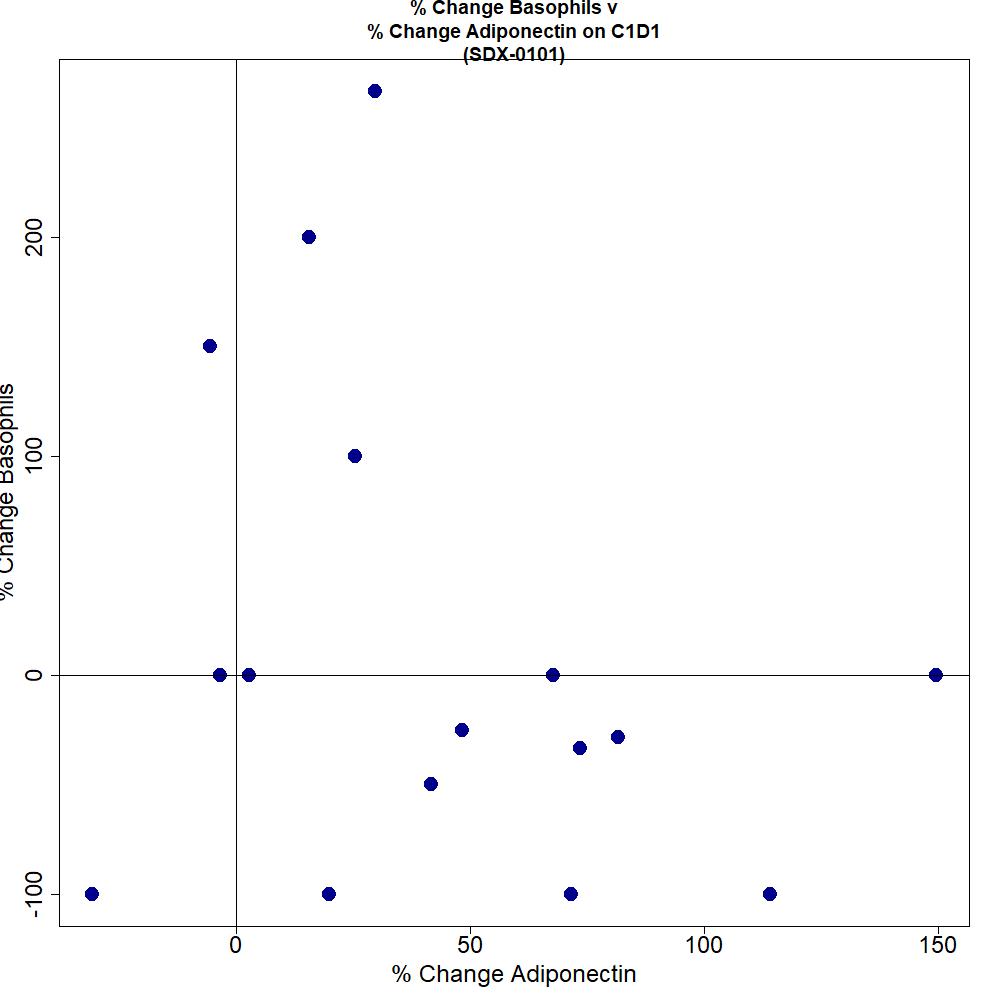 % Change Basophils v
% Change Adiponectin on C1D1
(SDX-0101)
% Change Basophils
200
100
0
-100
0
50
100
150
% Change Adiponectin